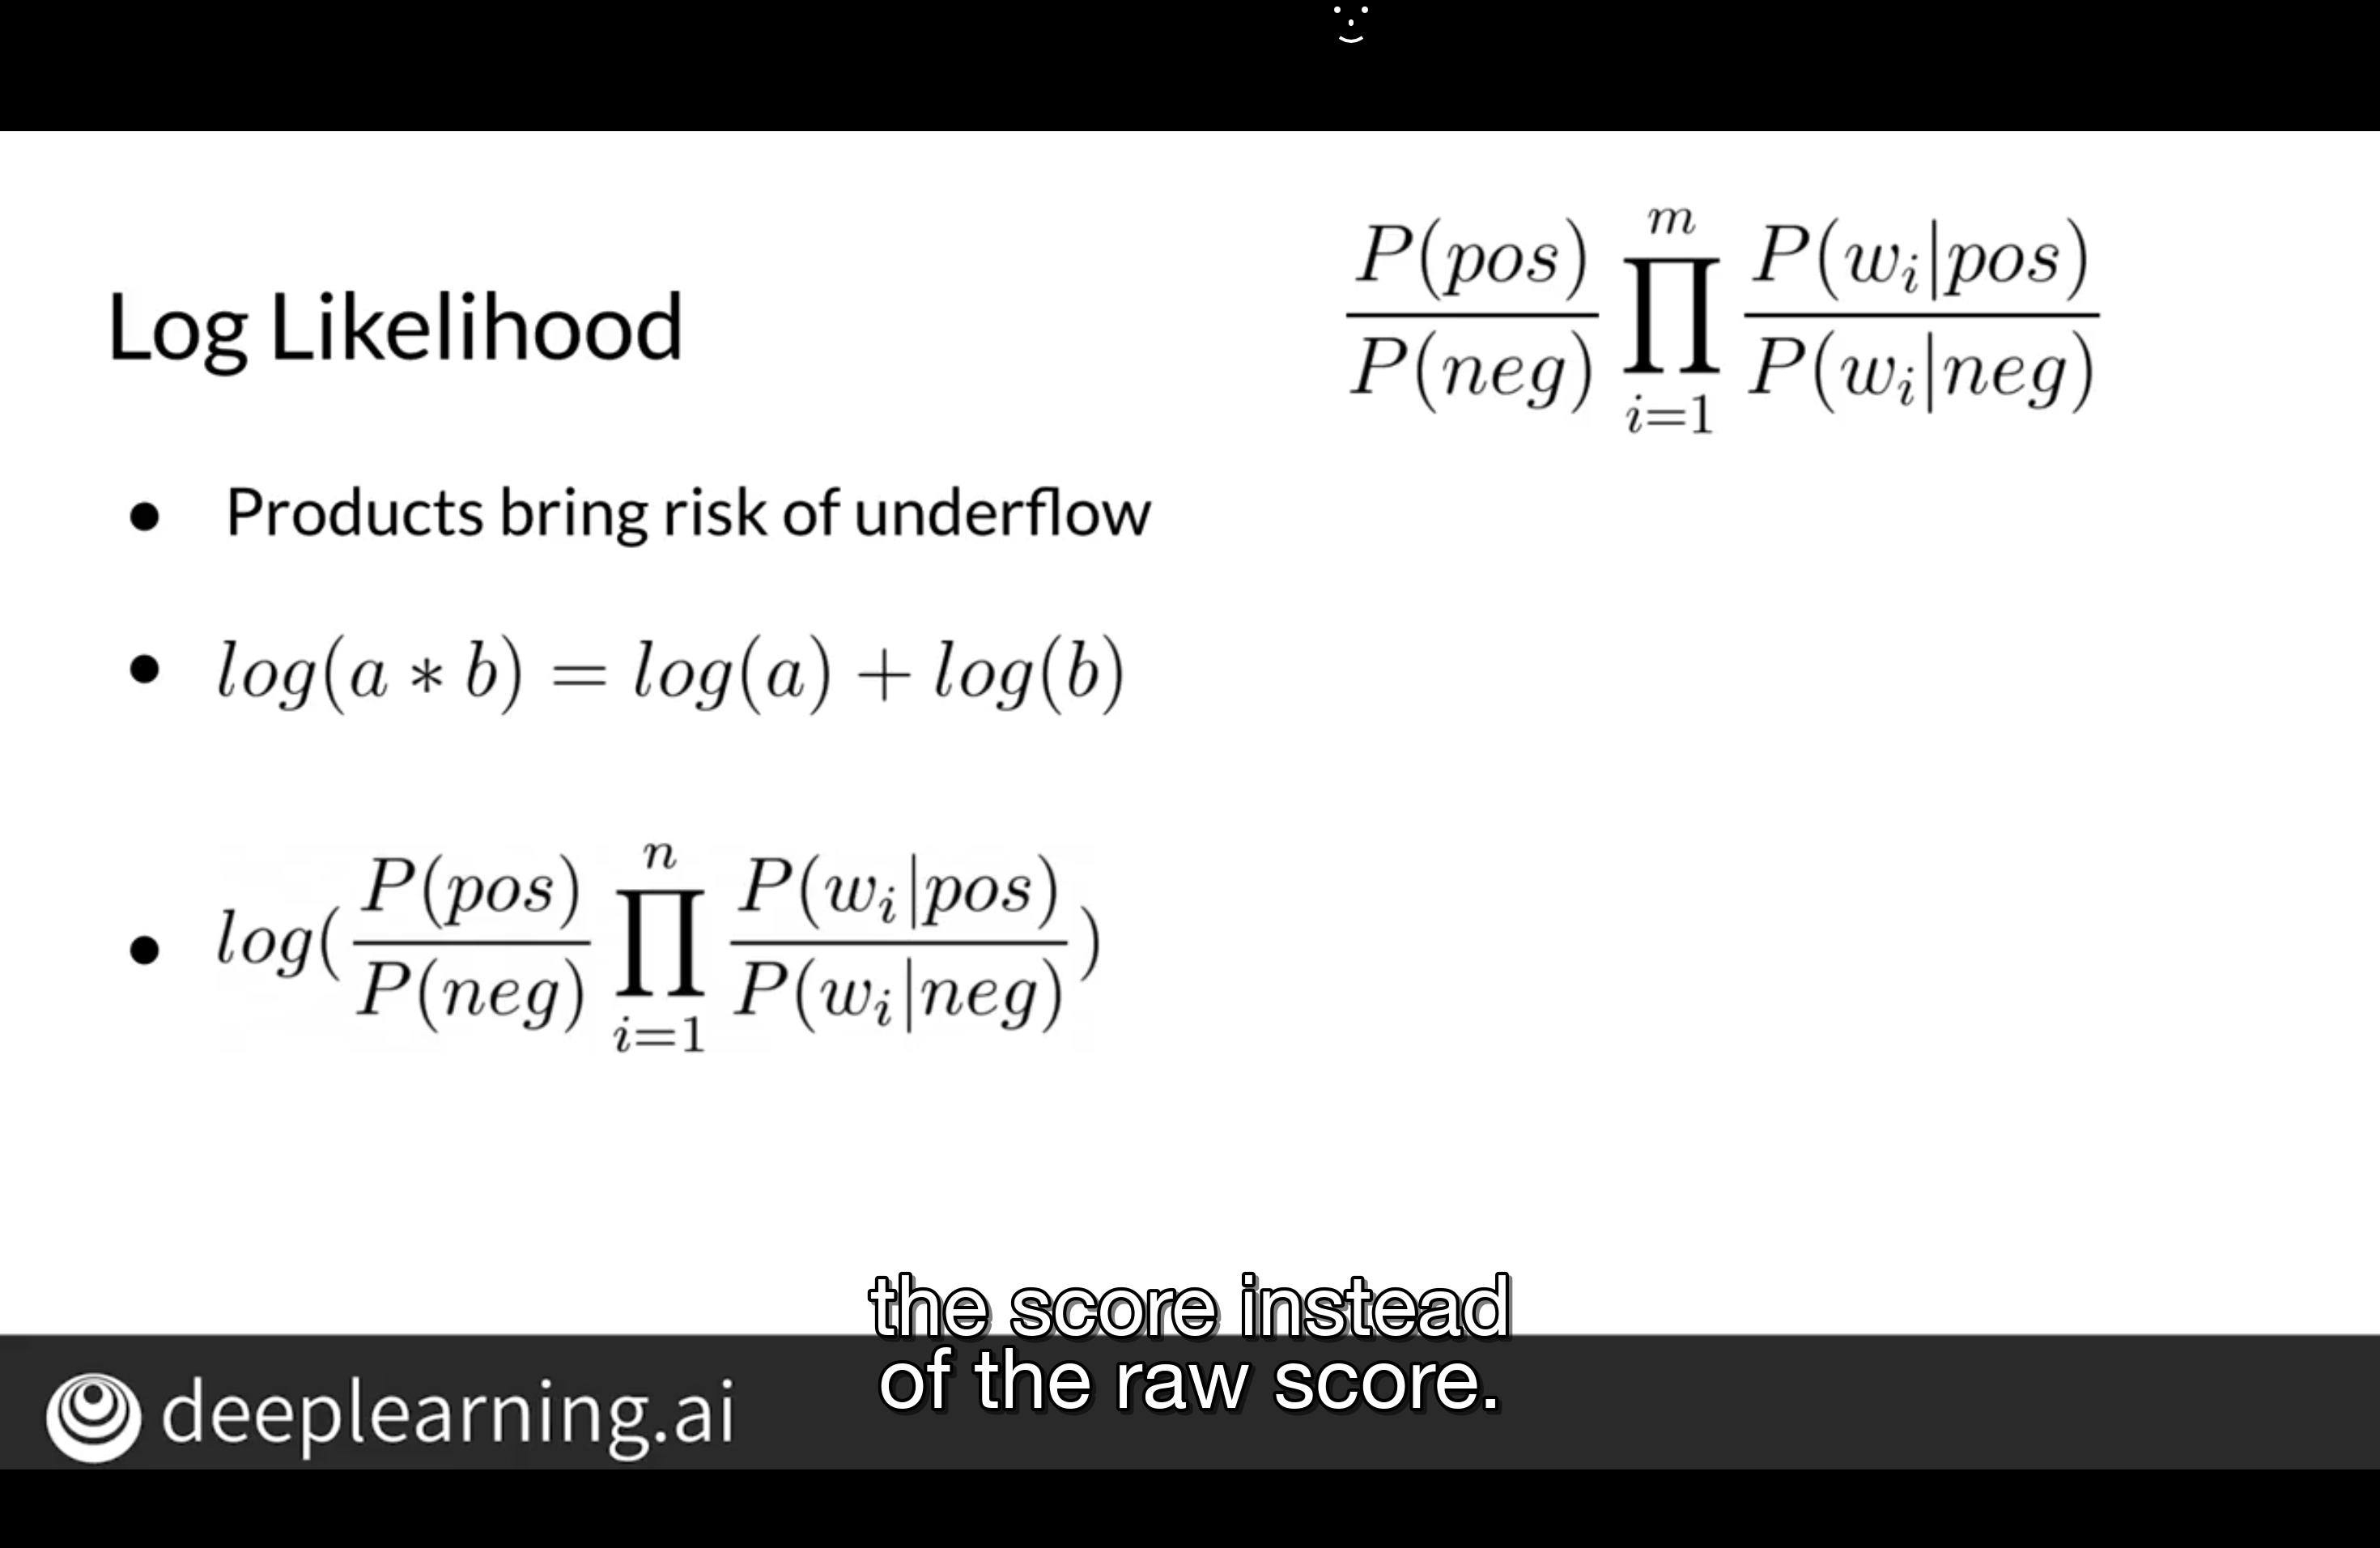 Log Likelihood
P(pos) / P(neg) ∏_{i=1}^{m} P(w_i|pos) / P(w_i|neg)
● Products bring risk of underflow
● log(a * b) = log(a) + log(b)
● log( P(pos) / P(neg) ∏_{i=1}^{n} P(w_i|pos) / P(w_i|neg) )
the score instead
of the raw score.
deeplearning.ai